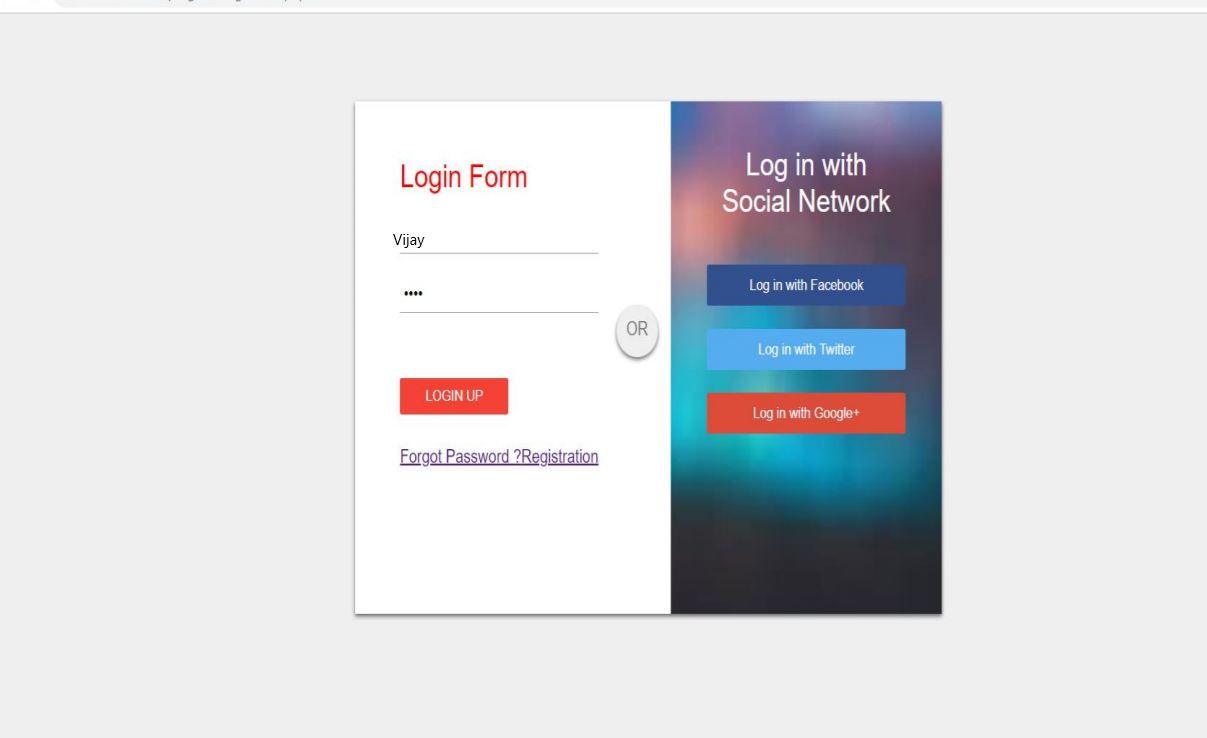 Login Form
Vijay
••••
LOGIN UP
Forgot Password ?Registration
OR
Log in with
Social Network
Log in with Facebook
Log in with Twitter
Log in with Google+